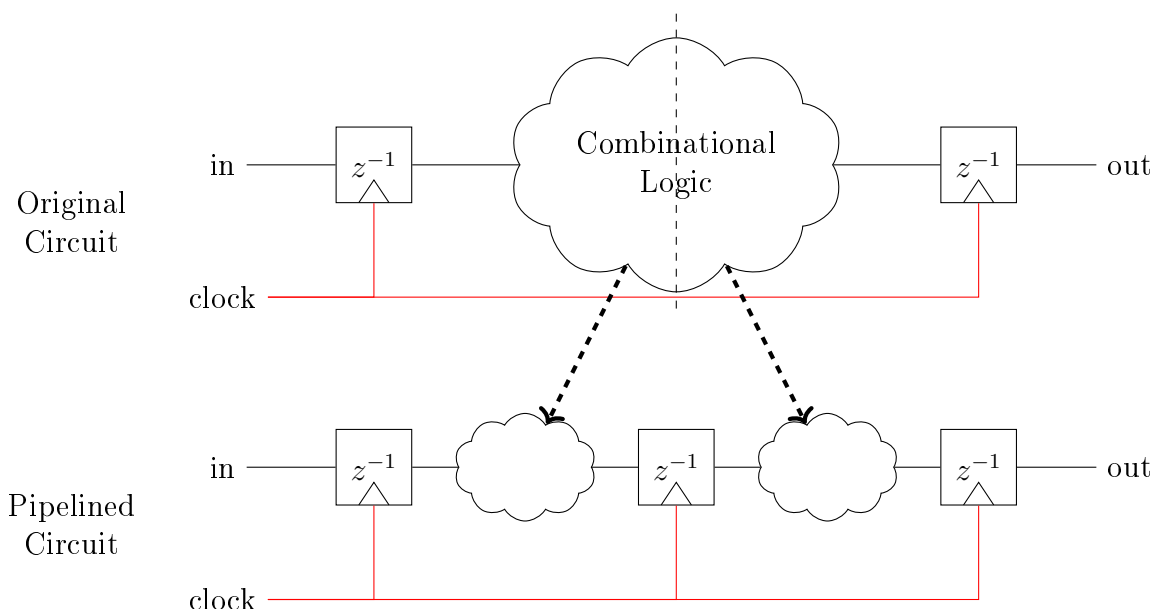 Combinational
Logic
in
z⁻¹
z⁻¹
out
Original
Circuit
clock
in
z⁻¹
z⁻¹
z⁻¹
out
Pipelined
Circuit
clock